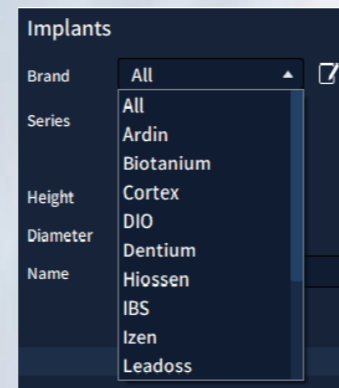 Implants
Brand All
All
Series
Ardin
Biotanium
Height Cortex
DIO
Diameter
Dentium
Name Hiossen
IBS
Izen
Leadoss